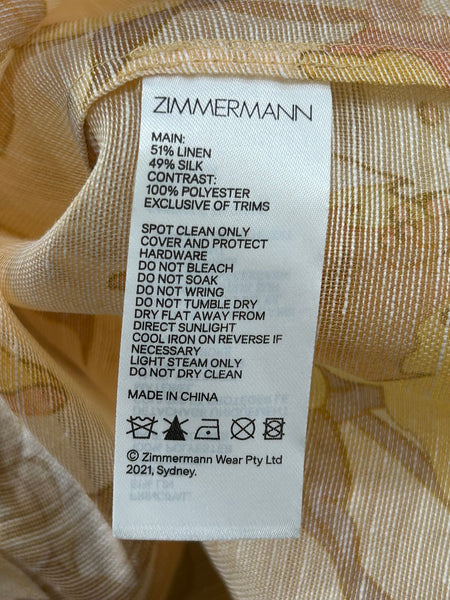 ZIMMERMANN
MAIN:
51% LINEN
49% SILK
CONTRAST:
100% POLYESTER
EXCLUSIVE OF TRIMS
SPOT CLEAN ONLY
COVER AND PROTECT
HARDWARE
DO NOT BLEACH
DO NOT SOAK
DO NOT WRING
DO NOT TUMBLE DRY
DRY FLAT AWAY FROM
DIRECT SUNLIGHT
COOL IRON ON REVERSE IF
NECESSARY
LIGHT STEAM ONLY
DO NOT DRY CLEAN
MADE IN CHINA
© Zimmermann Wear Pty Ltd
2021, Sydney.